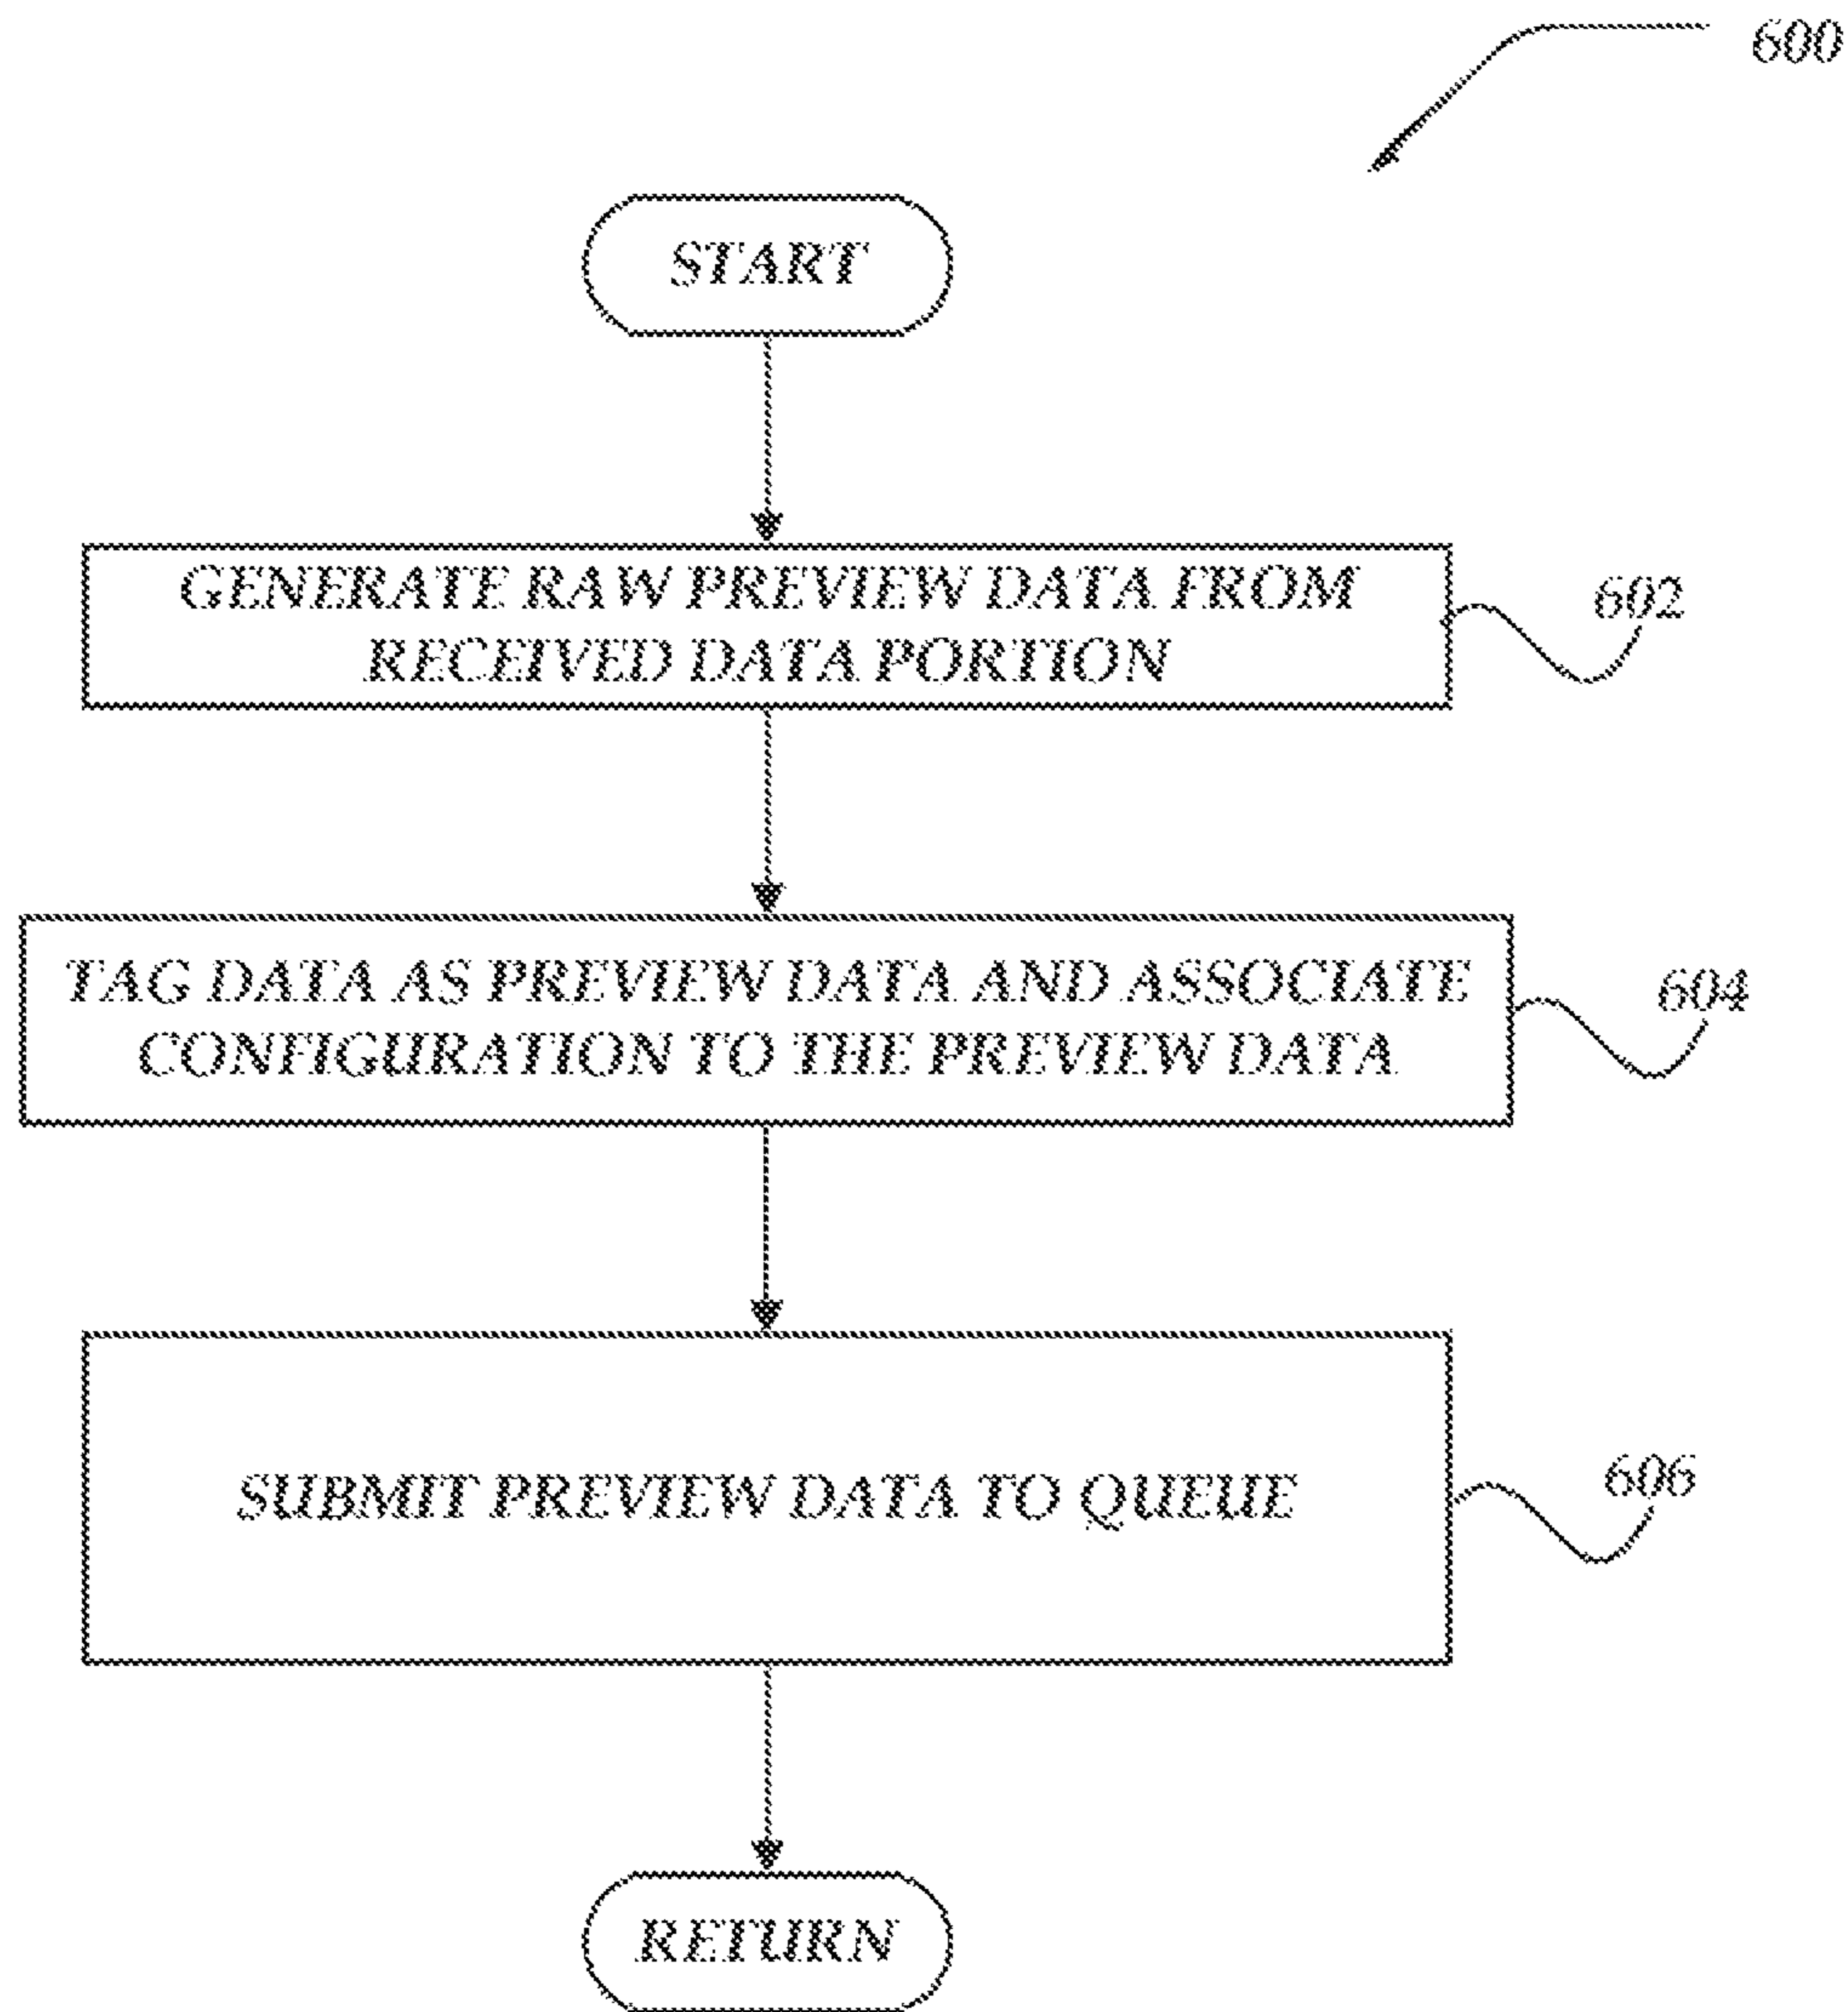 600
START
GENERATE RAW PREVIEW DATA FROM
RECEIVED DATA PORTION
602
TAG DATA AS PREVIEW DATA AND ASSOCIATE
CONFIGURATION TO THE PREVIEW DATA
604
SUBMIT PREVIEW DATA TO QUEUE
606
RETURN